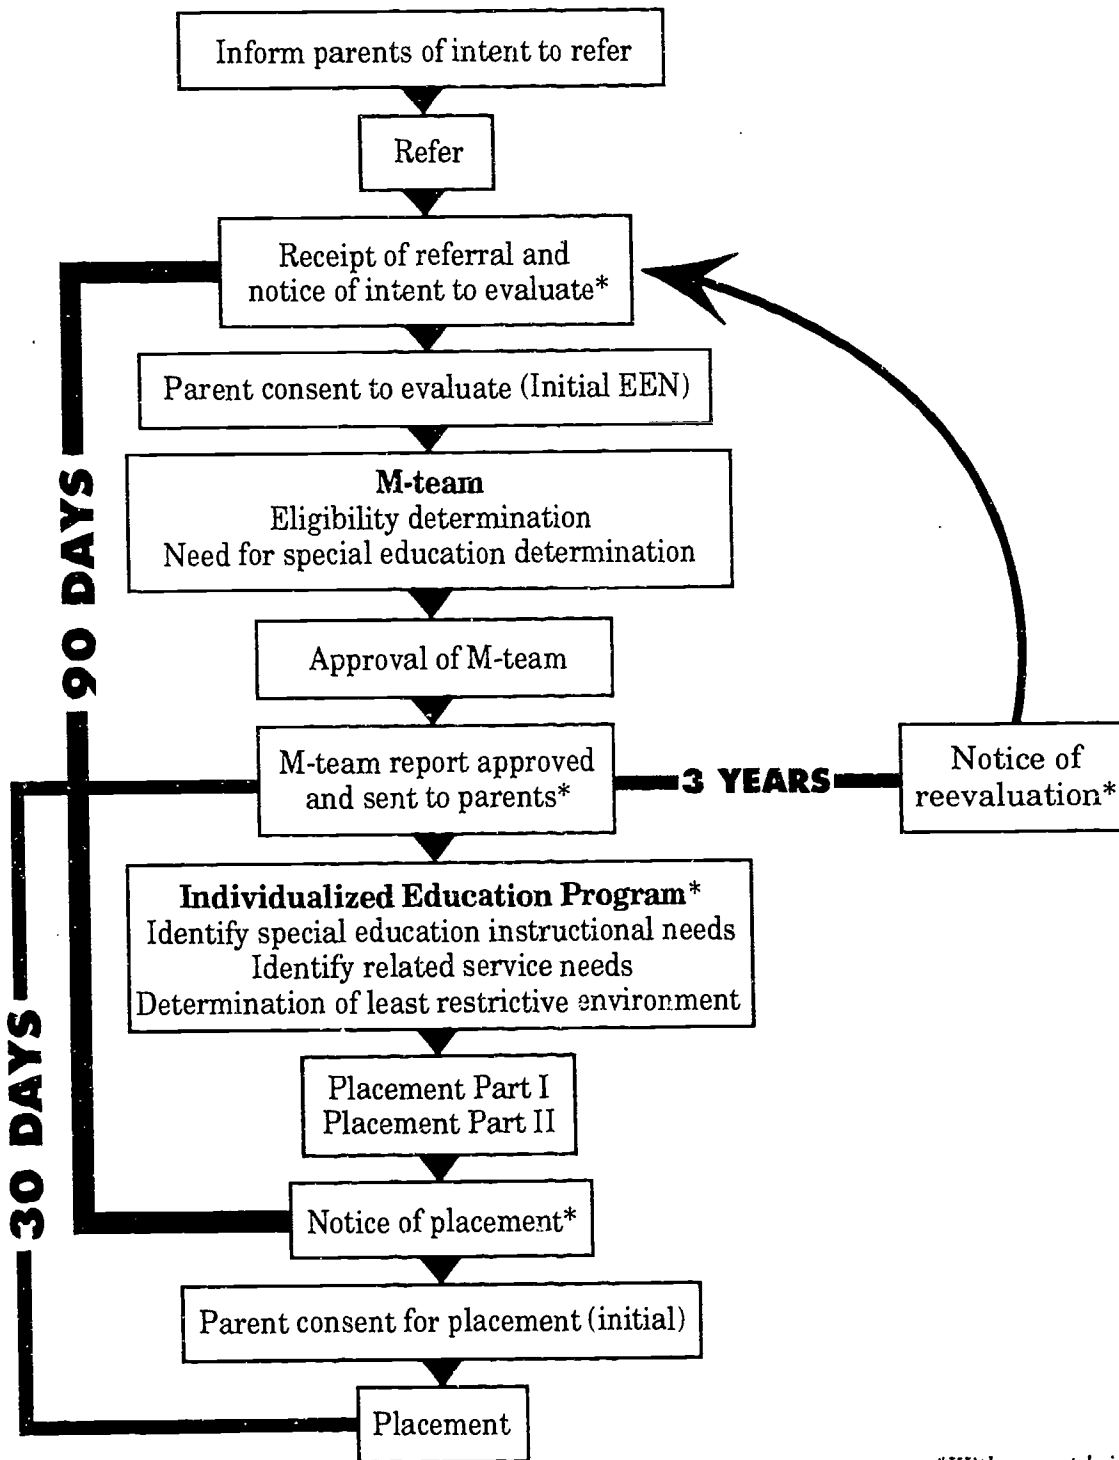 Inform parents of intent to refer
Refer
Receipt of referral and
notice of intent to evaluate*
Parent consent to evaluate (Initial EEN)
M-team
Eligibility determination
Need for special education determination
Approval of M-team
M-team report approved
and sent to parents*
3 YEARS
Notice of
reevaluation*
90 DAYS
30 DAYS
Individualized Education Program*
Identify special education instructional needs
Identify related service needs
Determination of least restrictive environment
Placement Part I
Placement Part II
Notice of placement*
Parent consent for placement (initial)
Placement